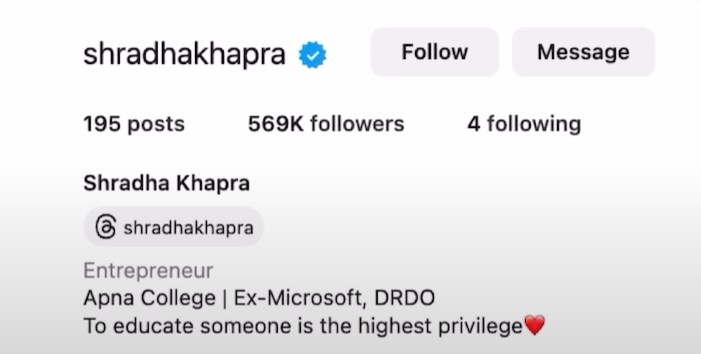 shradhakhapra Follow Message
195 posts 569K followers 4 following
Shradha Khapra
shradhakhapra
Entrepreneur
Apna College | Ex-Microsoft, DRDO
To educate someone is the highest privilege❤️